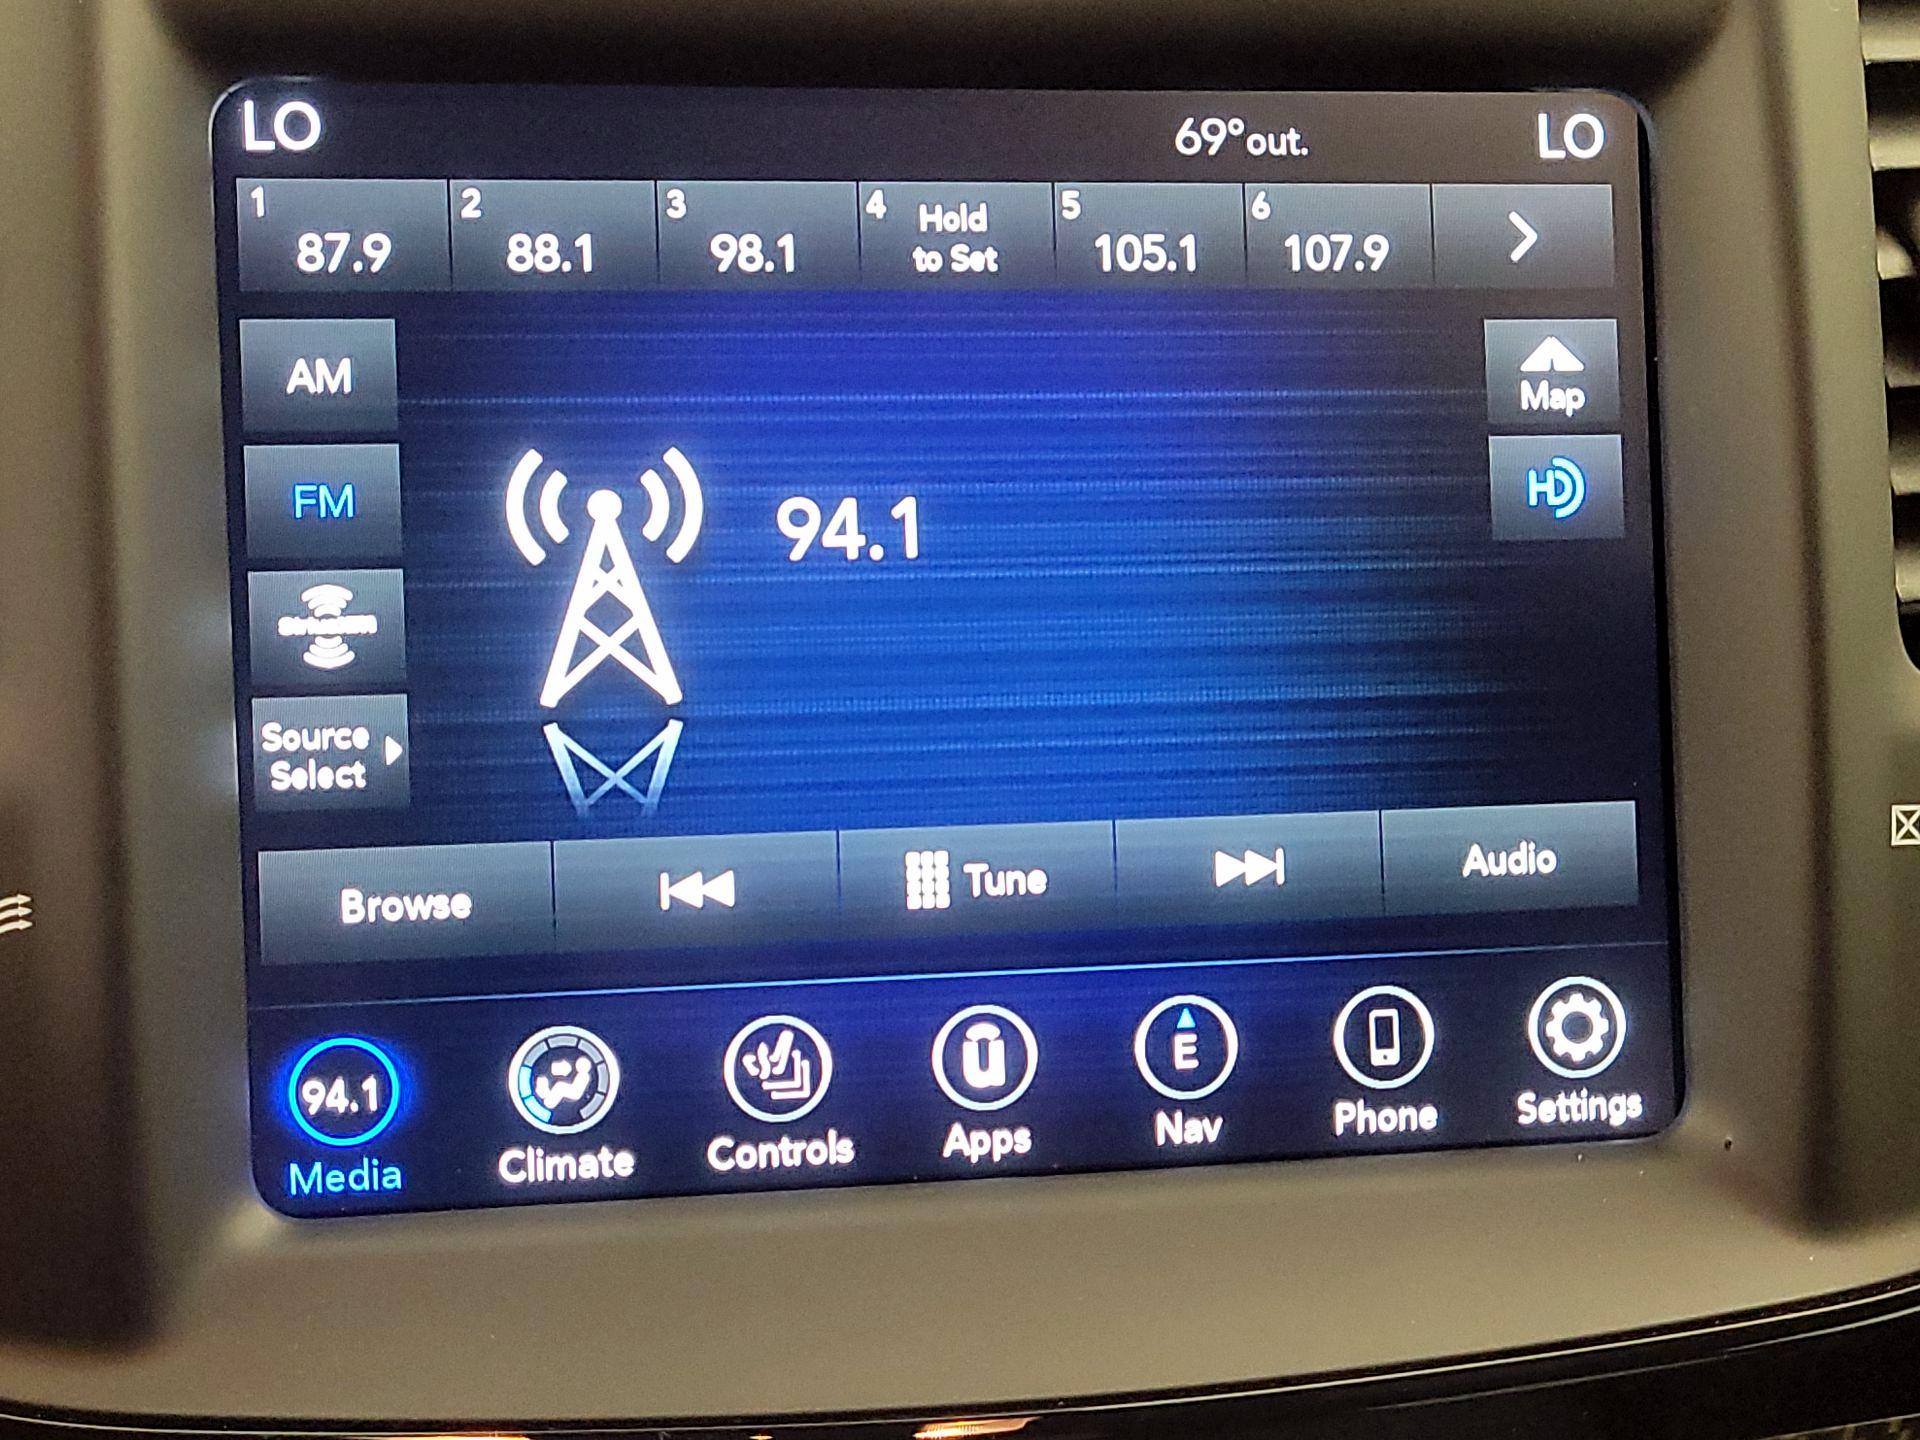 LO 69°out. LO
1 2 3 4 Hold 5 6
87.9 88.1 98.1 to Set 105.1 107.9
AM
Map
FM
HD
94.1
SiriusXM
Source
Select
Browse Tune Audio
94.1 E
Media Climate Controls Apps Nav Phone Settings